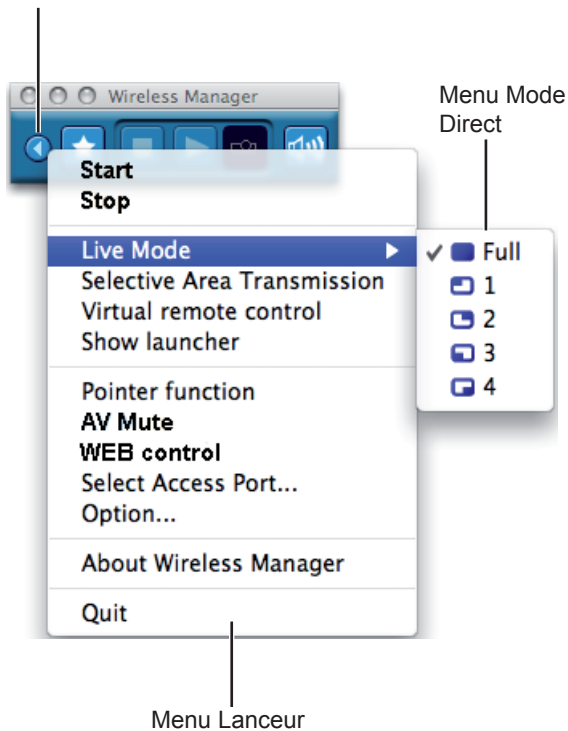 Wireless Manager
Menu Mode
Direct
Start
Stop
Live Mode
Full
1
2
3
4
Selective Area Transmission
Virtual remote control
Show launcher
Pointer function
AV Mute
WEB control
Select Access Port...
Option...
About Wireless Manager
Quit
Menu Lanceur